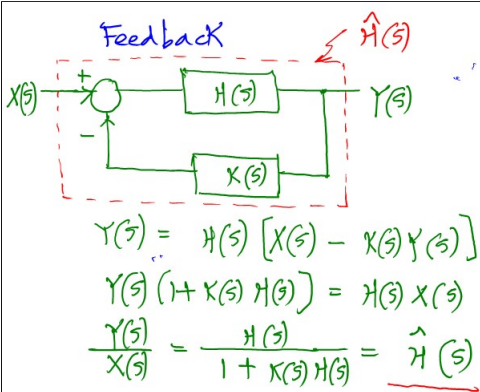 Feedback
Ĥ(s)
X(s) + H(s) Y(s)
−
K(s)
Y(s) = H(s) [X(s) − K(s) Y(s)]
Y(s) (1 + K(s) H(s)) = H(s) X(s)
Y(s)/X(s) = H(s)/(1 + K(s) H(s)) = Ĥ(s)